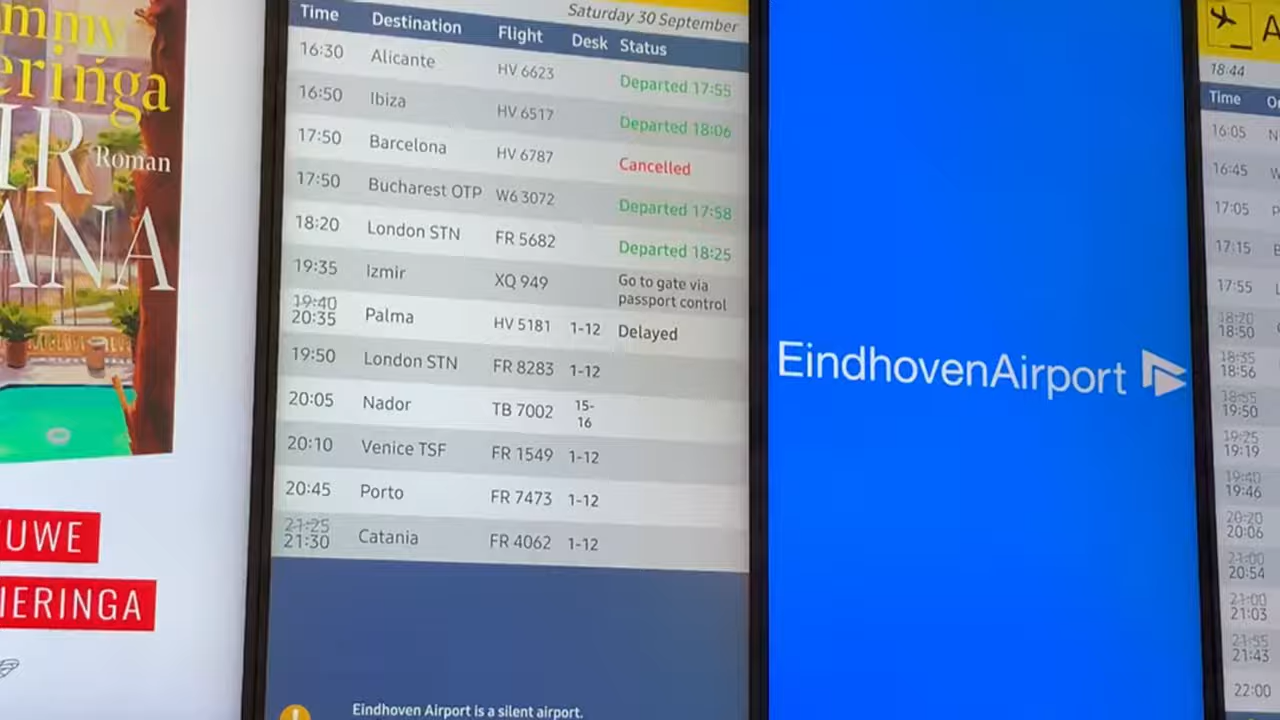 mmy
eringa
IR
Roman
ANA
UWE
IERINGA
Saturday 30 September
Time Destination Flight Desk Status
16:30 Alicante HV 6623 Departed 17:55
16:50 Ibiza HV 6517 Departed 18:06
17:50 Barcelona HV 6787 Cancelled
17:50 Bucharest OTP W6 3072 Departed 17:58
18:20 London STN FR 5682 Departed 18:25
19:35 Izmir XQ 949 Go to gate via
passport control
19:40
20:35 Palma HV 5181 1-12 Delayed
19:50 London STN FR 8283 1-12
20:05 Nador TB 7002 15-
16
20:10 Venice TSF FR 1549 1-12
20:45 Porto FR 7473 1-12
21:25
21:30 Catania FR 4062 1-12
Eindhoven Airport is a silent airport.
EindhovenAirport
A
18:44
Time O
16:05 N
16:45 W
17:05
17:15
17:55
18:20
18:50
18:35
18:56
18:55
19:50
19:25
19:19
19:40
19:46
20:20
20:06
21:00
20:54
21:00
21:03
21:55
21:43
22:00